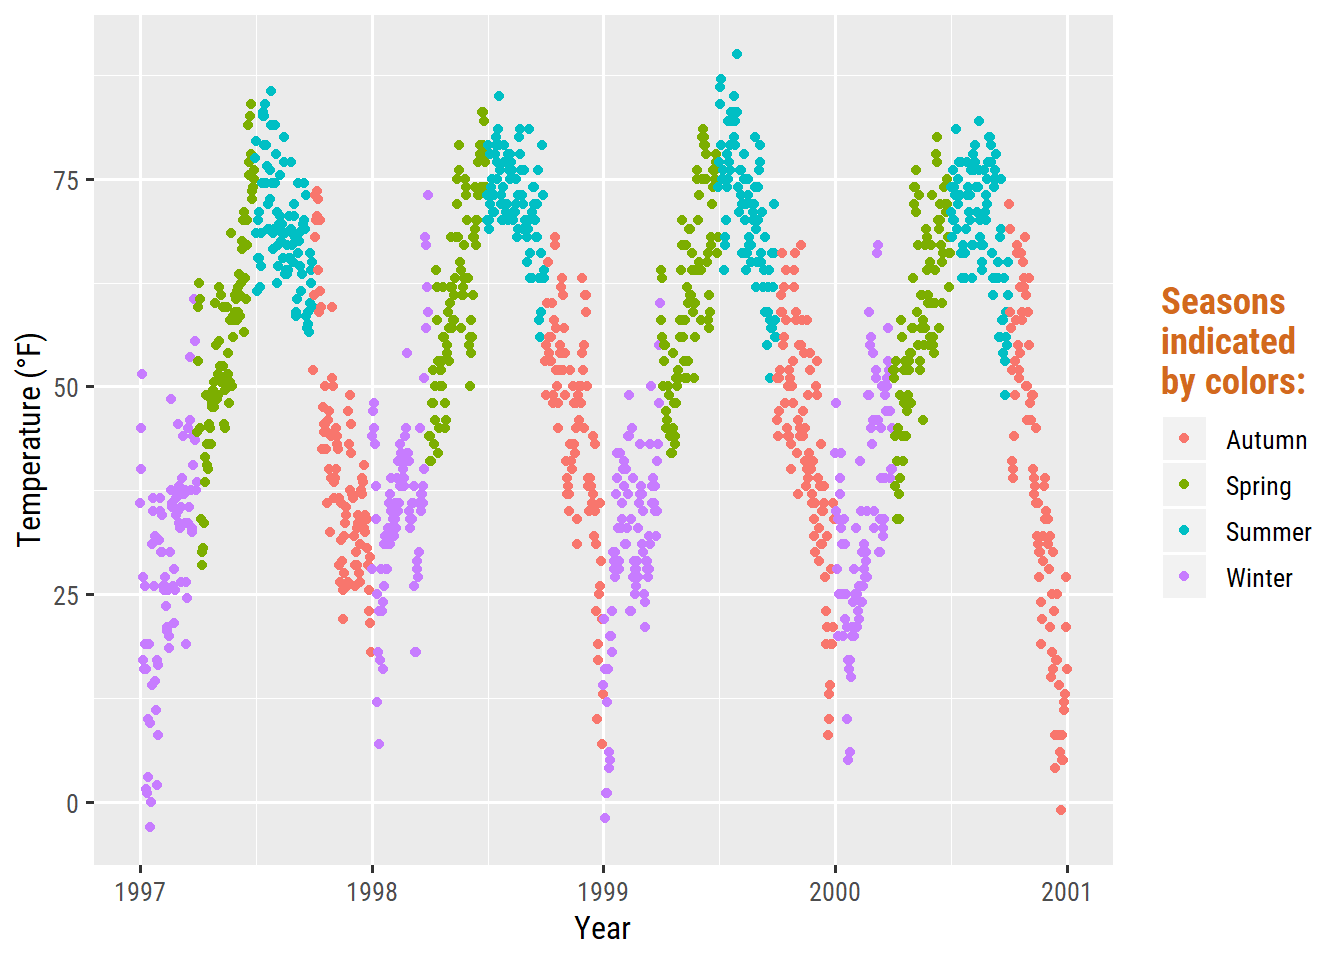 75
50
25
0
Temperature (°F)
1997 1998 1999 2000 2001
Year
Seasons
indicated
by colors:
Autumn
Spring
Summer
Winter